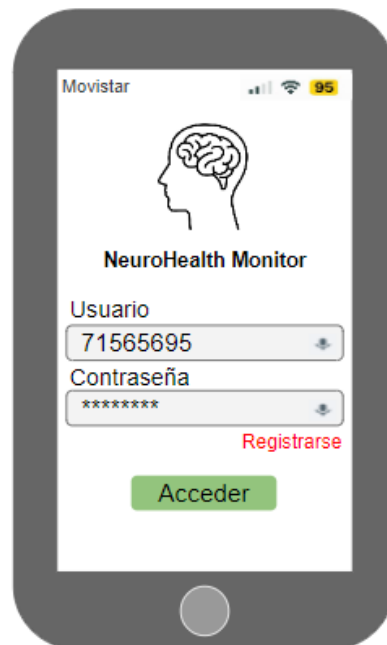 Movistar 95
NeuroHealth Monitor
Usuario
71565695
Contraseña
********
Registrarse
Acceder